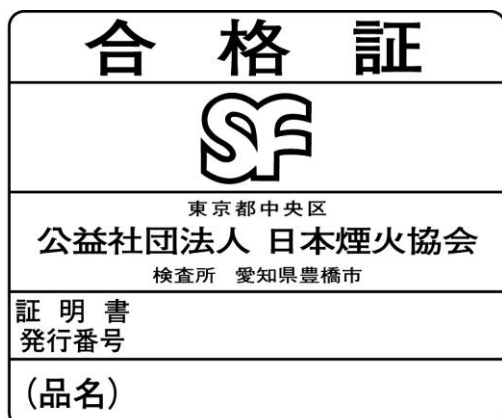 合格証
SF
東京都中央区
公益社団法人 日本煙火協会
検査所 愛知県豊橋市
証明書
発行番号
(品名)